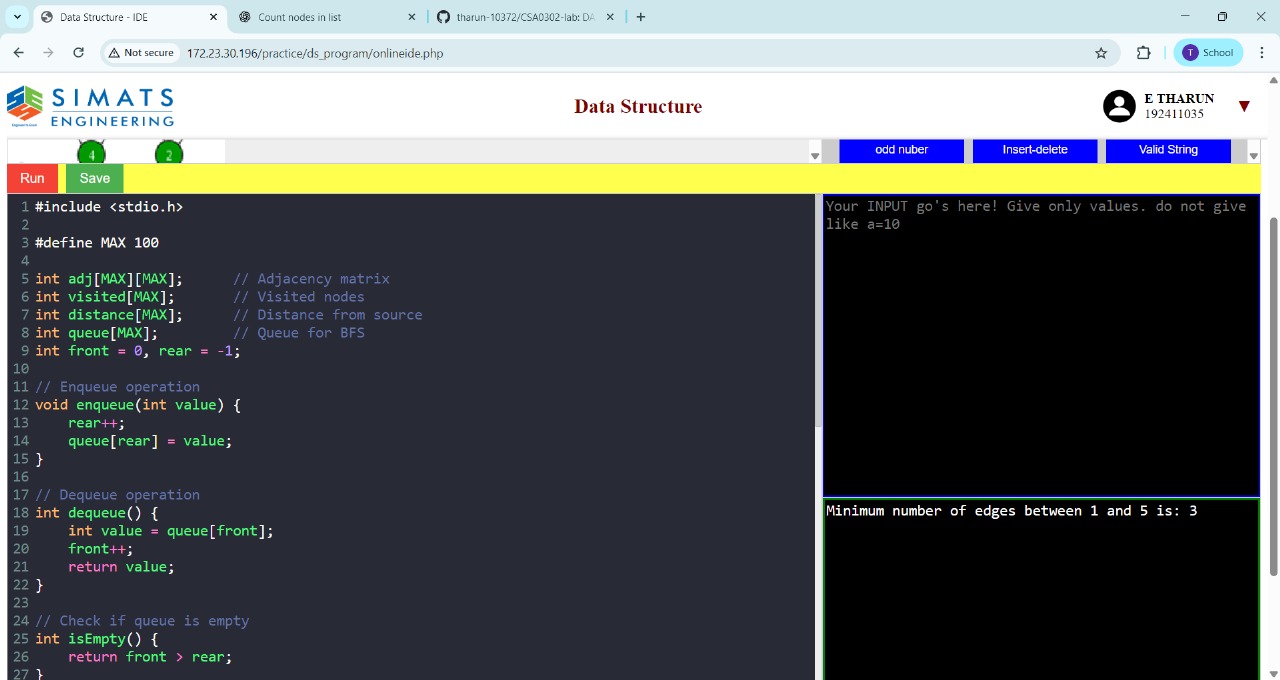 Data Structure - IDE
Count nodes in list
tharun-10372/CSA0302-lab: DA
Not secure
172.23.30.196/practice/ds_program/onlineide.php
T
School
SIMATS
ENGINEERING
Data Structure
E THARUN
192411035
4
2
odd nuber
Insert-delete
Valid String
Run
Save
1 #include <stdio.h>
2
3 #define MAX 100
4
5 int adj[MAX][MAX];      // Adjacency matrix
6 int visited[MAX];       // Visited nodes
7 int distance[MAX];      // Distance from source
8 int queue[MAX];         // Queue for BFS
9 int front = 0, rear = -1;
10
11 // Enqueue operation
12 void enqueue(int value) {
13     rear++;
14     queue[rear] = value;
15 }
16
17 // Dequeue operation
18 int dequeue() {
19     int value = queue[front];
20     front++;
21     return value;
22 }
23
24 // Check if queue is empty
25 int isEmpty() {
26     return front > rear;
27 }
Your INPUT go's here! Give only values. do not give
like a=10
Minimum number of edges between 1 and 5 is: 3